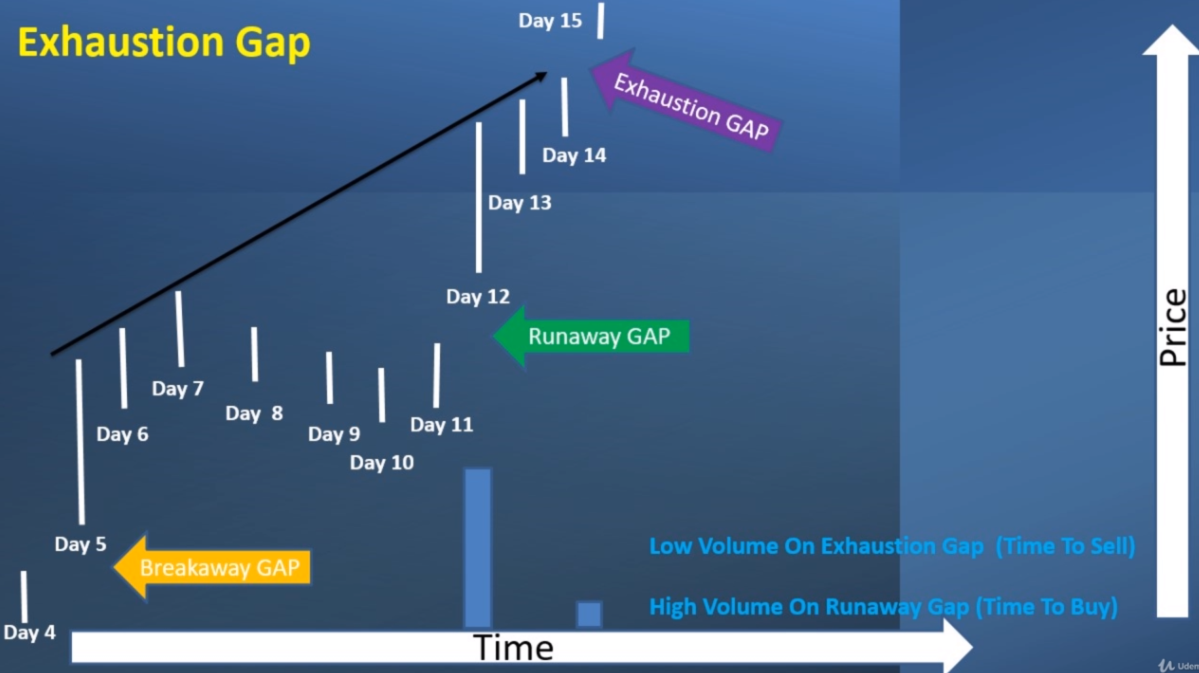 Exhaustion Gap
Day 15
Exhaustion GAP
Day 14
Day 13
Day 12
Runaway GAP
Day 7
Day  8
Day 6
Day 9
Day 11
Day 10
Day 5
Breakaway GAP
Day 4
Low Volume On Exhaustion Gap  (Time To Sell)
High Volume On Runaway Gap (Time To Buy)
Time
Price